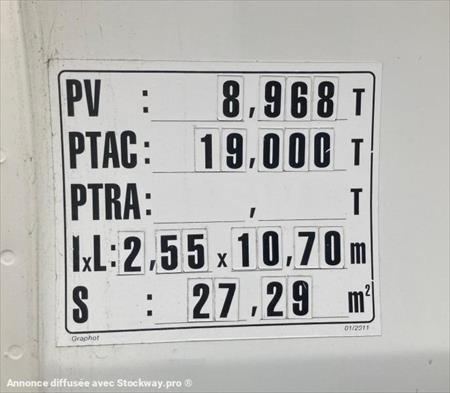 PV : 8,968 T
PTAC: 19,000 T
PTRA: , T
IxL: 2,55 x 10,70 m
S : 27,29 m²
Graphot 01/2011
Annonce diffusée avec Stockway.pro ®